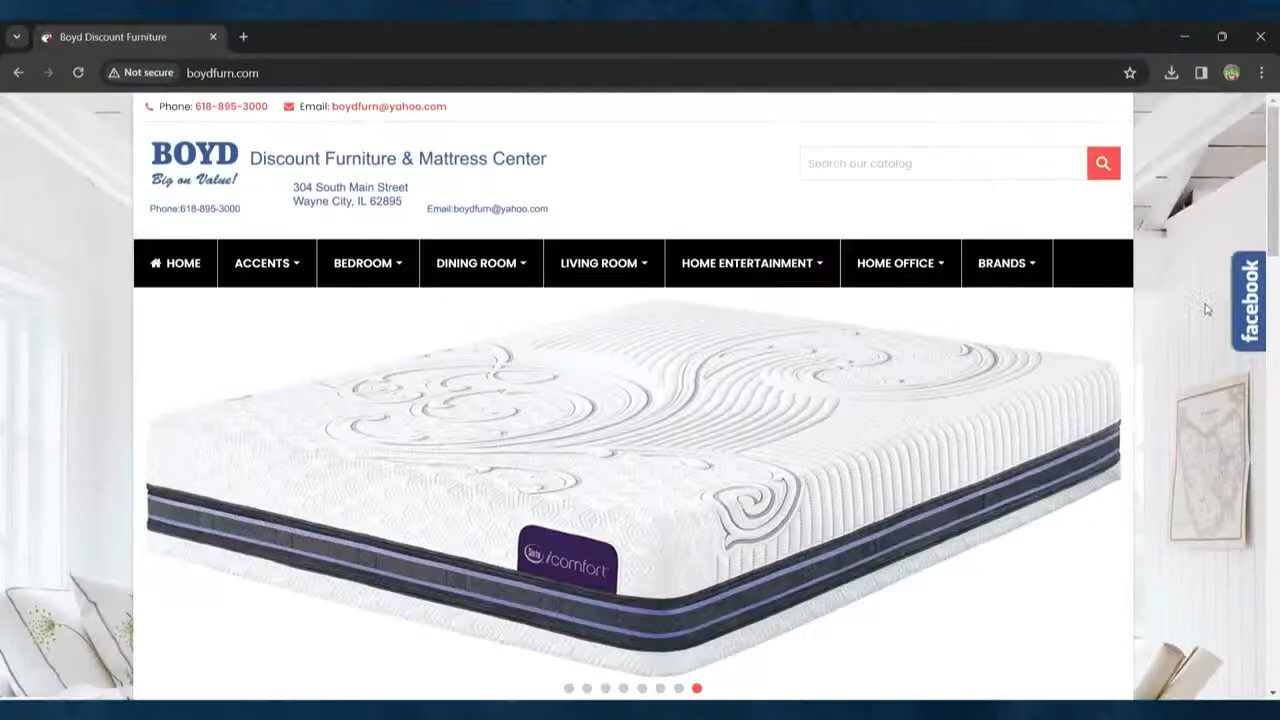 Boyd Discount Furniture
Not secure
boydfurn.com
Phone: 618-895-3000
Email: boydfurn@yahoo.com
BOYD
Big on Value!
Discount Furniture & Mattress Center
304 South Main Street
Wayne City, IL 62895
Phone:618-895-3000
Email:boydfurn@yahoo.com
Search our catalog
HOME
ACCENTS
BEDROOM
DINING ROOM
LIVING ROOM
HOME ENTERTAINMENT
HOME OFFICE
BRANDS
facebook
Serta iComfort